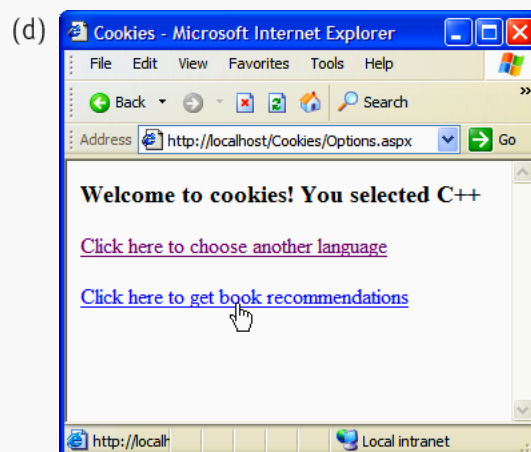 (d)
Cookies - Microsoft Internet Explorer
File Edit View Favorites Tools Help
Back Search
Address http://localhost/Cookies/Options.aspx Go
Welcome to cookies! You selected C++
Click here to choose another language
Click here to get book recommendations
http://localh Local intranet